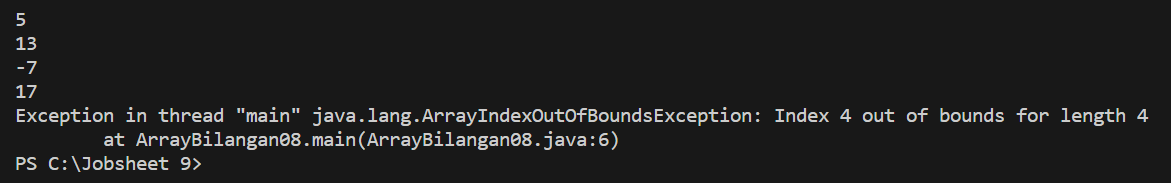 5
13
-7
17
Exception in thread "main" java.lang.ArrayIndexOutOfBoundsException: Index 4 out of bounds for length 4
        at ArrayBilangan08.main(ArrayBilangan08.java:6)
PS C:\Jobsheet 9>